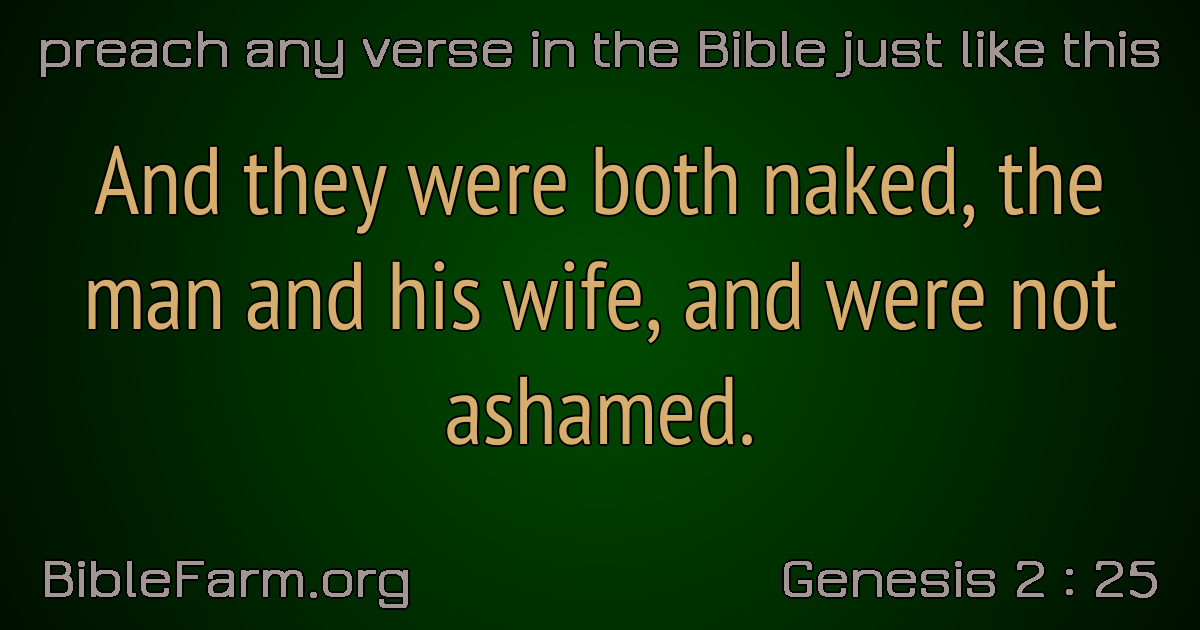 preach any verse in the Bible just like this
And they were both naked, the
man and his wife, and were not
ashamed.
BibleFarm.org
Genesis 2 : 25